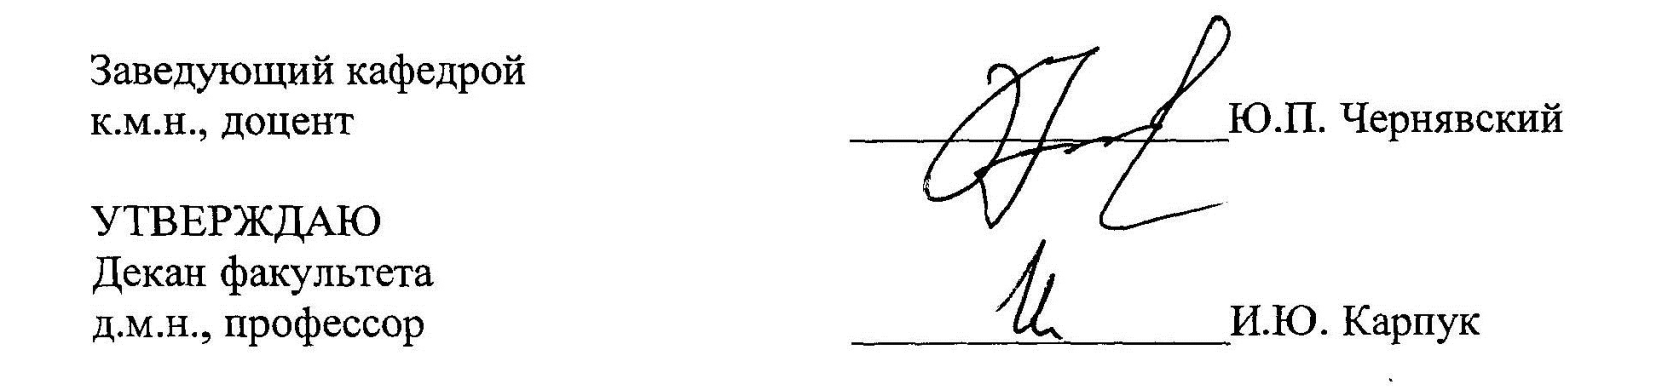 Заведующий кафедрой
к.м.н., доцент Ю.П. Чернявский
УТВЕРЖДАЮ
Декан факультета
д.м.н., профессор И.Ю. Карпук